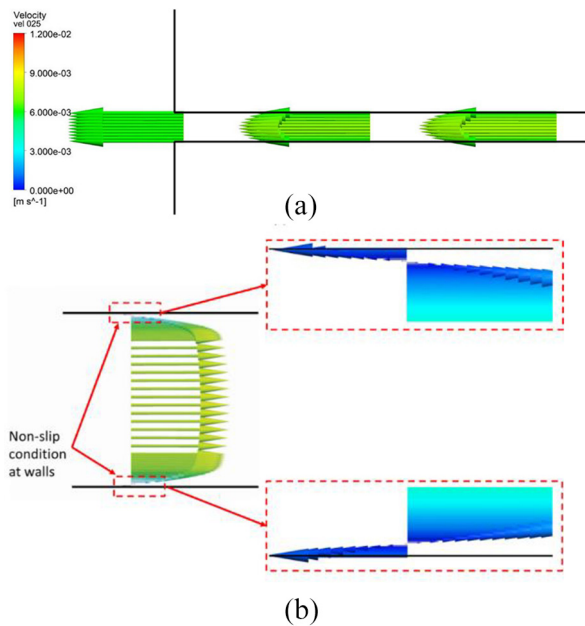 Velocity
vel 025
1.200e-02
9.000e-03
6.000e-03
3.000e-03
0.000e+00
[m s^-1]
(a)
Non-slip
condition
at walls
(b)